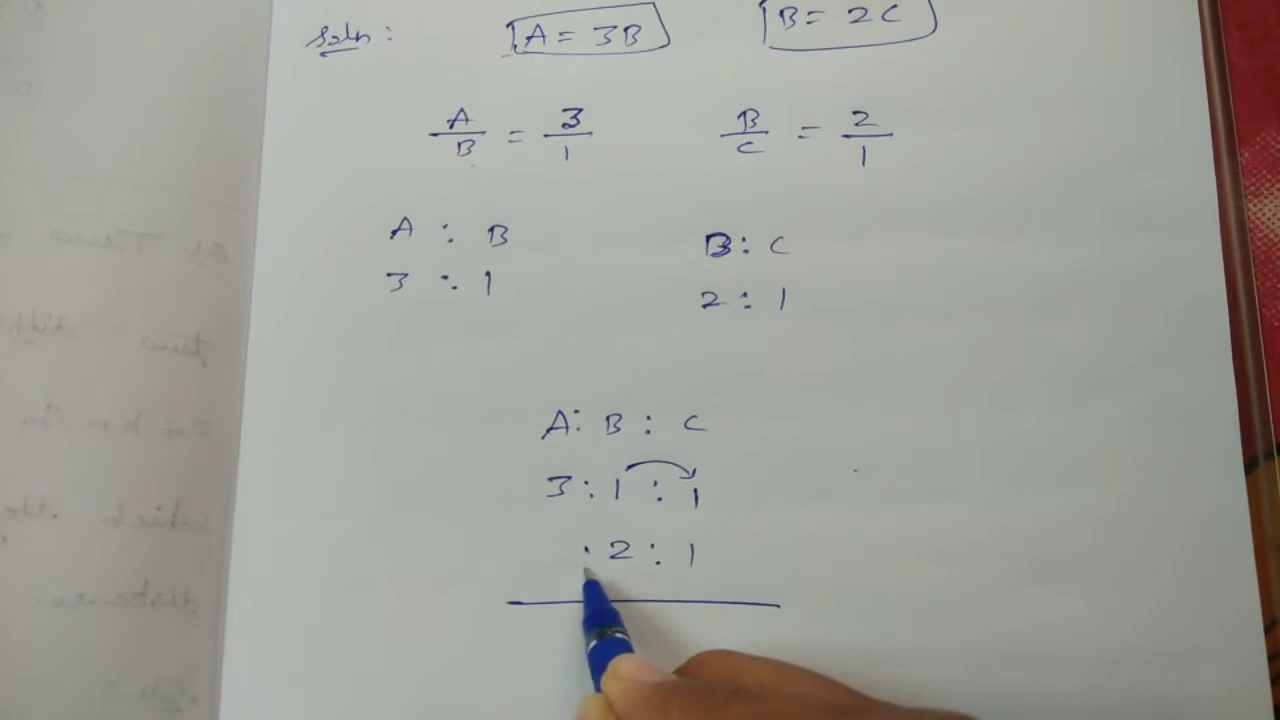 Soln: A = 3B B = 2C
A/B = 3/1 B/C = 2/1
A : B B : C
3 : 1 2 : 1
A : B : C
3 : 1 : 1
: 2 : 1